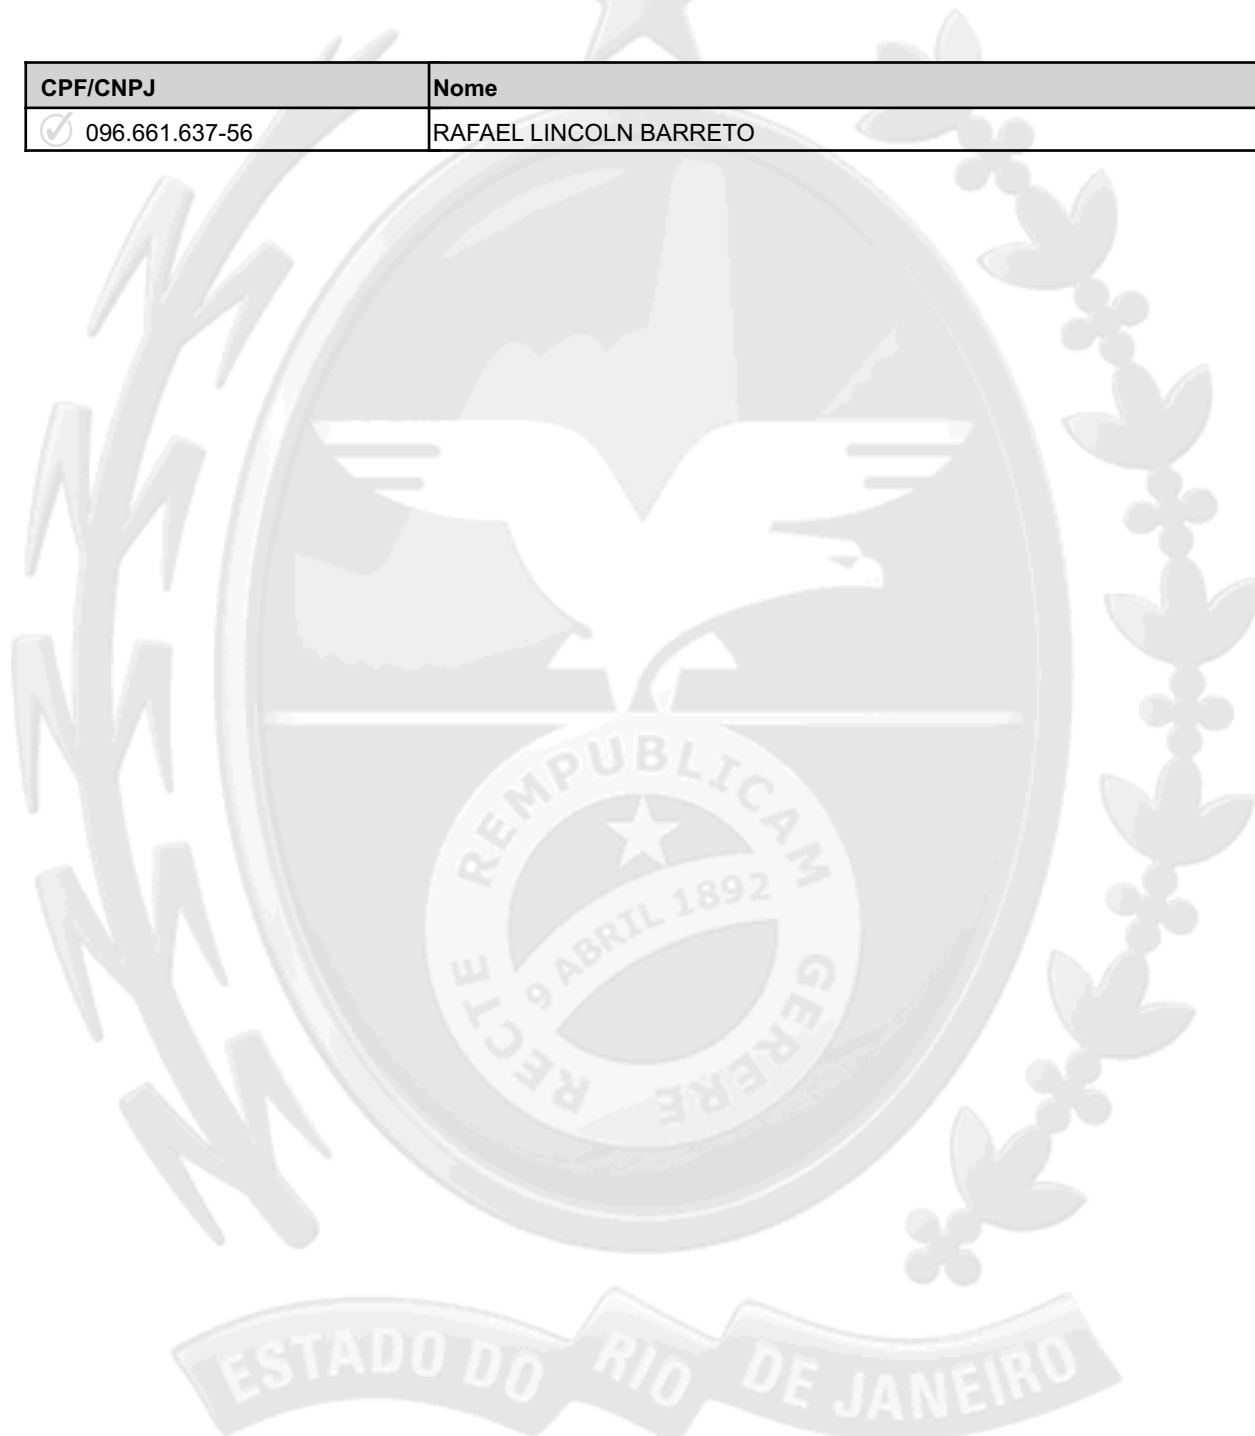 CPF/CNPJ Nome
096.661.637-56 RAFAEL LINCOLN BARRETO
REMPUBLICAM
9 ABRIL 1892
RECTE GERERE
ESTADO DO RIO DE JANEIRO